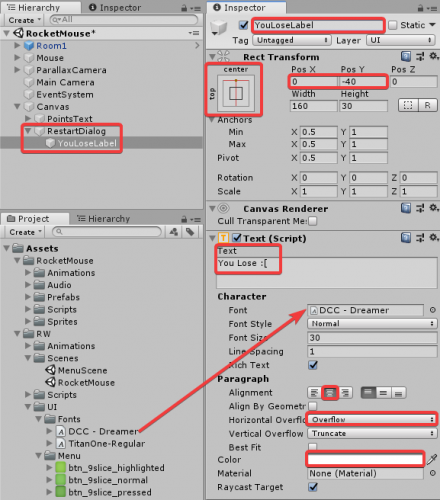 Hierarchy
Inspector
Create
All
RocketMouse*
Room1
Mouse
ParallaxCamera
Main Camera
EventSystem
Canvas
PointsText
RestartDialog
YouLoseLabel
Project
Hierarchy
Create
Assets
RocketMouse
Animations
Audio
Prefabs
Scripts
Sprites
RW
Animations
Scenes
MenuScene
RocketMouse
Scripts
UI
Fonts
DCC - Dreamer
TitanOne-Regular
Menu
btn_9slice_highlighted
btn_9slice_normal
btn_9slice_pressed
Inspector
YouLoseLabel Static
Tag Untagged Layer UI
Rect Transform
center Pos X Pos Y Pos Z
top 0 -40 0
Width Height
160 30 R
Anchors
Min X 0.5 Y 1
Max X 0.5 Y 1
Pivot X 0.5 Y 1
Rotation X 0 Y 0 Z 0
Scale X 1 Y 1 Z 1
Canvas Renderer
Cull Transparent Me
Text (Script)
Text
You Lose :[
Character
Font DCC - Dreamer
Font Style Normal
Font Size 30
Line Spacing 1
Rich Text
Paragraph
Alignment
Align By Geometr
Horizontal Overflow Overflow
Vertical Overflow Truncate
Best Fit
Color
Material None (Material)
Raycast Target